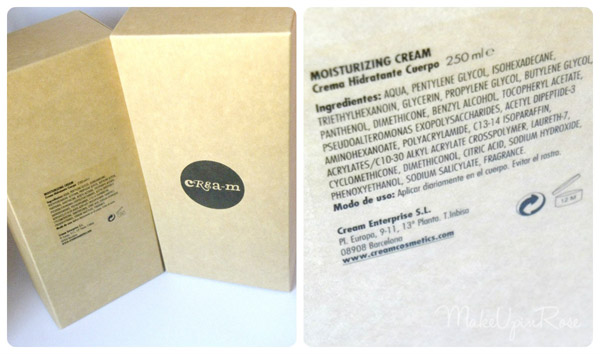 crea-m
MOISTURIZING CREAM
Crema Hidratante Cuerpo 250 ml e
Ingredientes: AQUA, PENTYLENE GLYCOL, ISOHEXADECANE,
TRIETHYLHEXANOIN, GLYCERIN, PROPYLENE GLYCOL, BUTYLENE GLYCOL,
PANTHENOL, DIMETHICONE, BENZYL ALCOHOL, TOCOPHERYL ACETATE,
PSEUDOALTEROMONAS EXOPOLYSACCHARIDES, ACETYL DIPEPTIDE-3
AMINOHEXANOATE, POLYACRYLAMIDE, C13-14 ISOPARAFFIN,
ACRYLATES/C10-30 ALKYL ACRYLATE CROSSPOLYMER, LAURETH-7,
CYCLOMETHICONE, DIMETHICONOL, CITRIC ACID, SODIUM HYDROXIDE,
PHENOXYETHANOL, SODIUM SALICYLATE, FRAGRANCE.
Modo de uso: Aplicar diariamente en el cuerpo. Evitar el rostro.
Cream Enterprise S.L.
Pl. Europa, 9-11, 13ª Planta. T.Inbisa
08908 Barcelona
www.creamcosmetics.com
12 M
MakeUpinRose